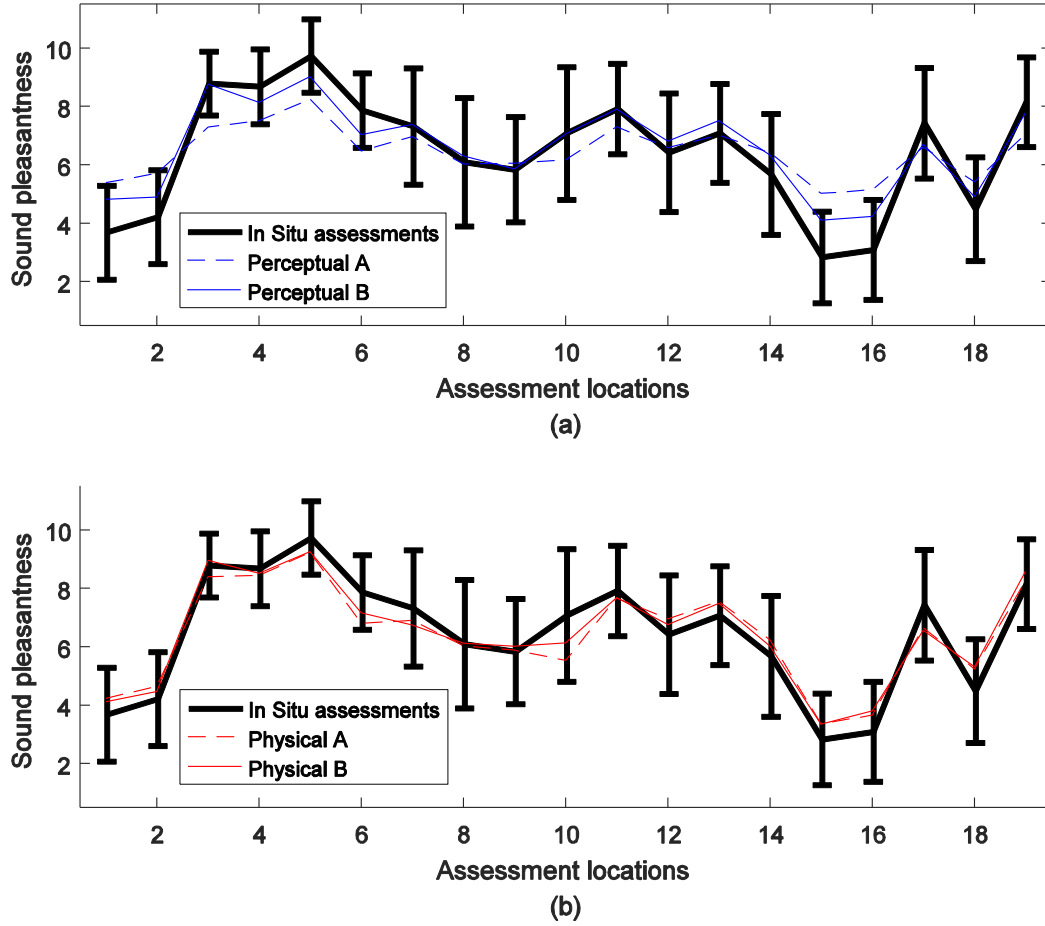 Sound pleasantness
10
8
6
4
2
In Situ assessments
Perceptual A
Perceptual B
2 4 6 8 10 12 14 16 18
Assessment locations
(a)
Sound pleasantness
10
8
6
4
2
In Situ assessments
Physical A
Physical B
2 4 6 8 10 12 14 16 18
Assessment locations
(b)